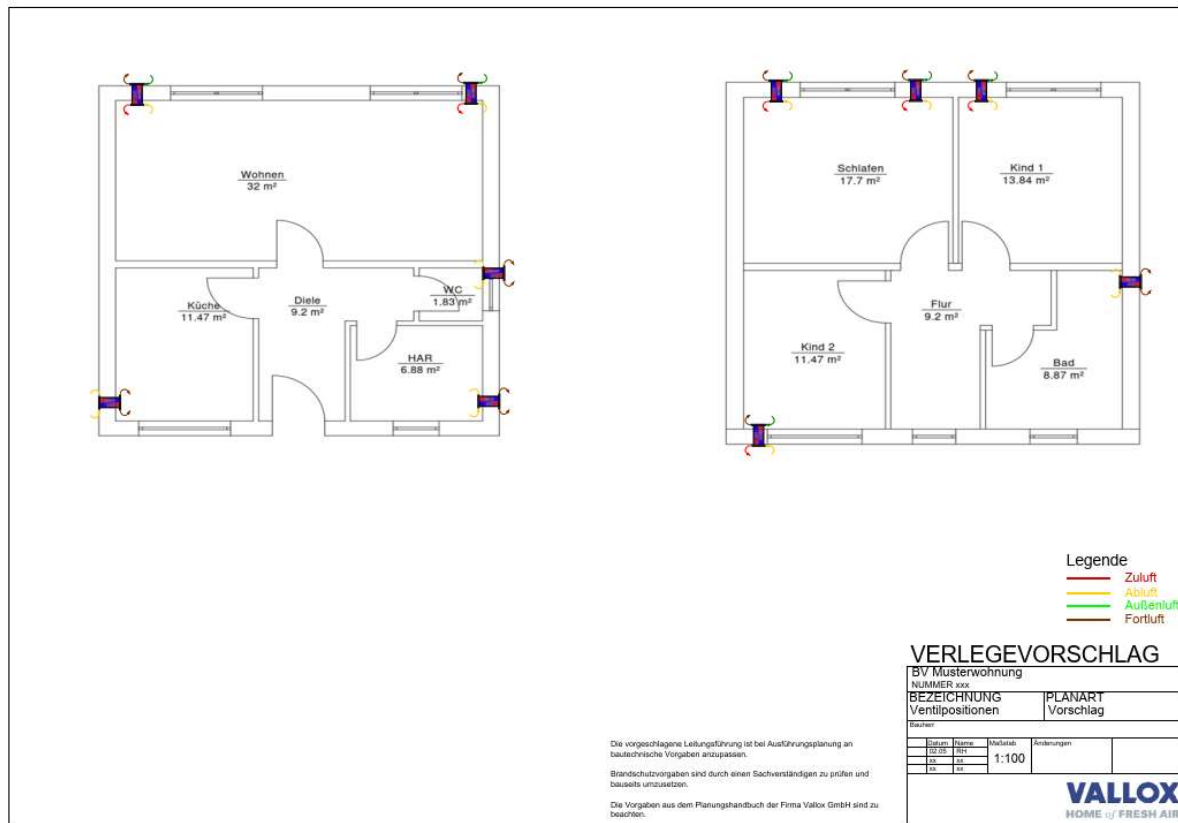 Wohnen
32 m²
Küche
11.47 m²
Diele
9.2 m²
WC
1.83 m²
HAR
6.88 m²
Schlafen
17.7 m²
Kind 1
13.84 m²
Kind 2
11.47 m²
Flur
9.2 m²
Bad
8.87 m²
Legende
Zuluft
Abluft
Außenluft
Fortluft
VERLEGEVORSCHLAG
BV Musterwohnung
NUMMER xxx
BEZEICHNUNG PLANART
Ventilpositionen Vorschlag
Bauherr
Datum Name Maßstab Änderungen
02.05 RH
xx xx 1:100
xx xx
VALLOX
HOME of FRESH AIR
Die vorgeschlagene Leitungsführung ist bei Ausführungsplanung an
bautechnische Vorgaben anzupassen.
Brandschutzvorgaben sind durch einen Sachverständigen zu prüfen und
bauseits umzusetzen.
Die Vorgaben aus dem Planungshandbuch der Firma Vallox GmbH sind zu
beachten.